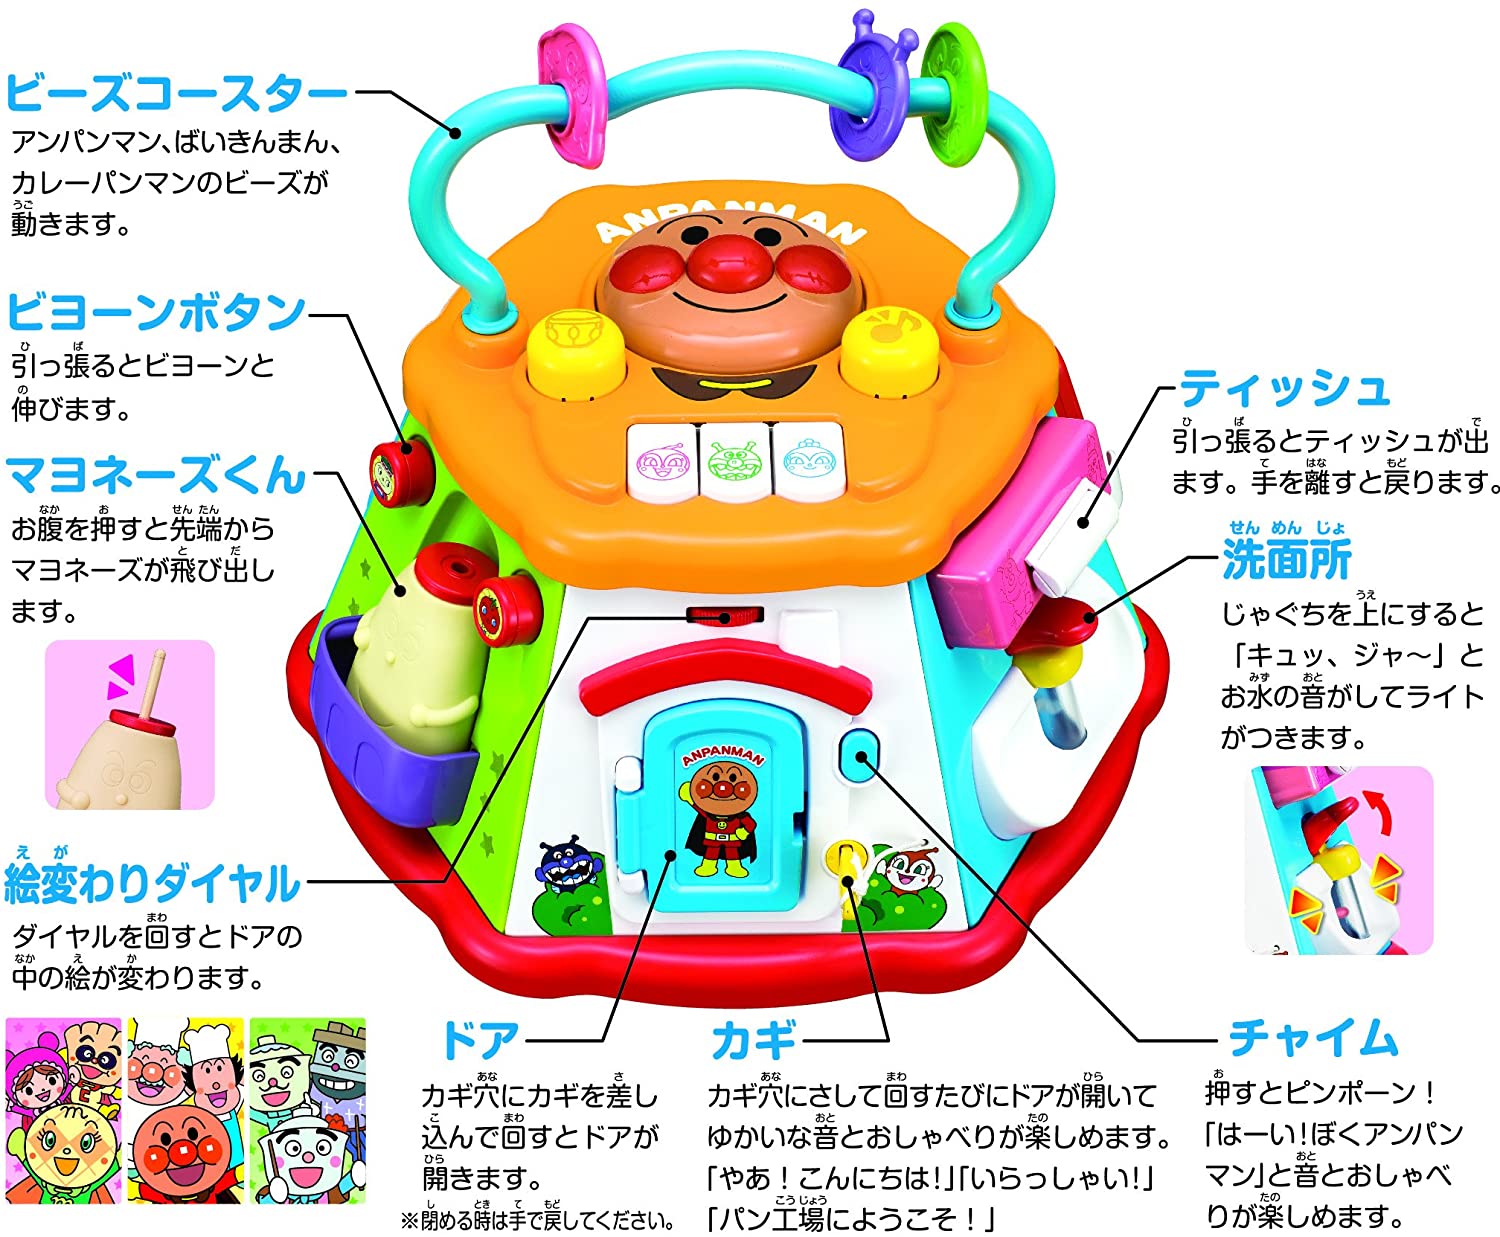 ビーズコースター
アンパンマン、ばいきんまん、
カレーパンマンのビーズが
動きます。
ビヨーンボタン
引っ張るとビヨーンと
伸びます。
マヨネーズくん
お腹を押すと先端から
マヨネーズが飛び出し
ます。
絵変わりダイヤル
ダイヤルを回すとドアの
中の絵が変わります。
ANPANMAN
ANPANMAN
ティッシュ
引っ張るとティッシュが出
ます。手を離すと戻ります。
洗面所
じゃぐちを上にすると
「キュッ、ジャ〜」と
お水の音がしてライト
がつきます。
ドア
カギ穴にカギを差し
込んで回すとドアが
開きます。
※閉める時は手で戻してください。
カギ
カギ穴にさして回すたびにドアが開いて
ゆかいな音とおしゃべりが楽しめます。
「やあ！こんにちは！」「いらっしゃい！」
「パン工場にようこそ！」
チャイム
押すとピンポーン！
「はーい！ぼくアンパン
マン」と音とおしゃべ
りが楽しめます。